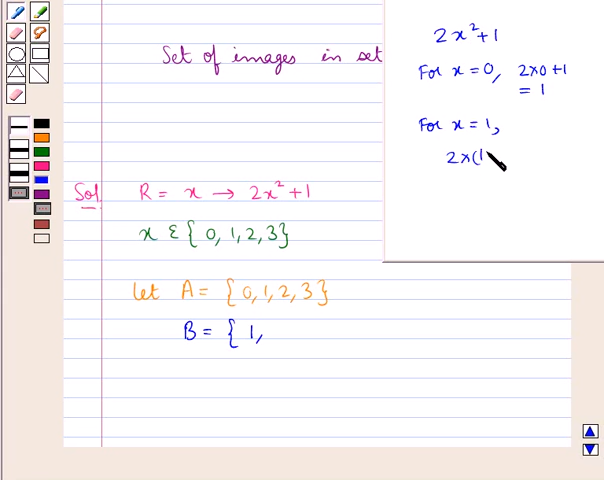 Set of images in set
Sol.
R = x → 2x² + 1
x ε { 0, 1, 2, 3}
let A = { 0, 1, 2, 3 }
B = { 1,
2x² + 1
For x = 0, 2×0 + 1
= 1
For x = 1,
2×(1